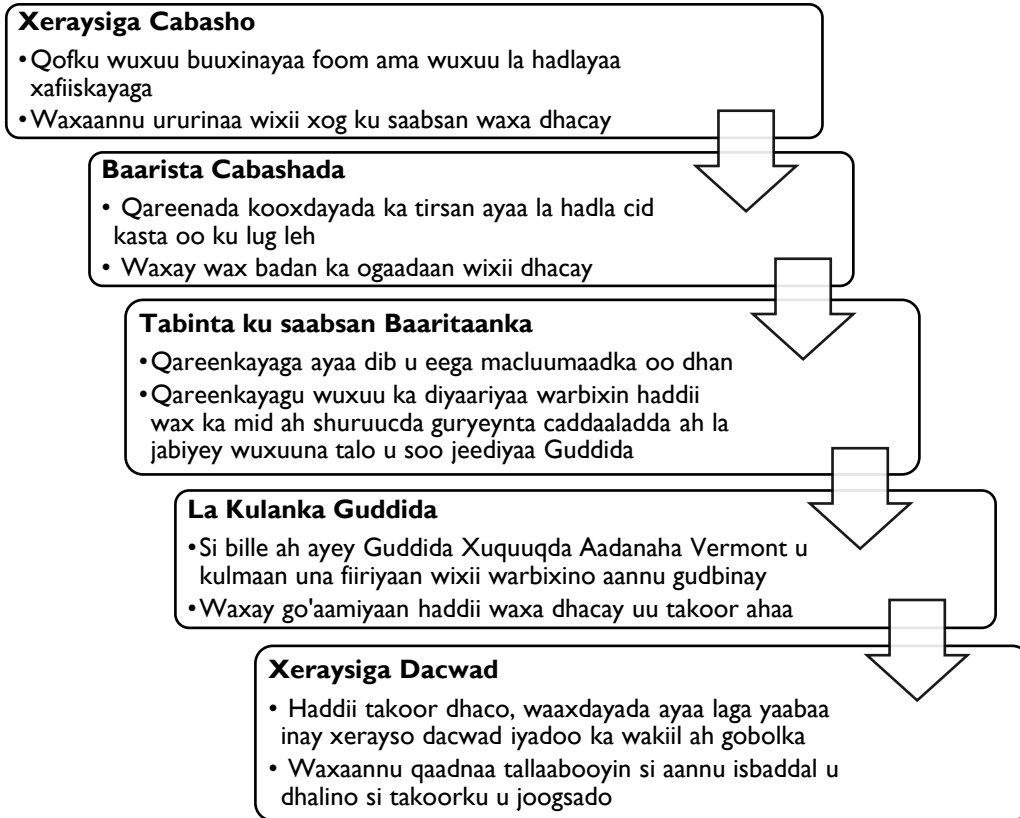 Xeraysiga Cabasho
•Qofku wuxuu buuxinayaa foom ama wuxuu la hadlayaa
xafiiskayaga
•Waxaannu ururinaa wixii xog ku saabsan waxa dhacay
Baarista Cabashada
• Qareenada kooxdayada ka tirsan ayaa la hadla cid
kasta oo ku lug leh
• Waxay wax badan ka ogaadaan wixii dhacay
Tabinta ku saabsan Baaritaanka
•Qareenkayaga ayaa dib u eega macluumaadka oo dhan
•Qareenkayagu wuxuu ka diyaariyaa warbixin haddii
wax ka mid ah shuruucda guryeynta caddaaladda ah la
jabiyey wuxuuna talo u soo jeediyaa Guddida
La Kulanka Guddida
•Si bille ah ayey Guddida Xuquuqda Aadanaha Vermont u
kulmaan una fiiriyaan wixii warbixino aannu gudbinay
•Waxay go'aamiyaan haddii waxa dhacay uu takoor ahaa
Xeraysiga Dacwad
• Haddii takoor dhaco, waaxdayada ayaa laga yaabaa
inay xerayso dacwad iyadoo ka wakiil ah gobolka
• Waxaannu qaadnaa tallaabooyin si aannu isbaddal u
dhalino si takoorku u joogsado